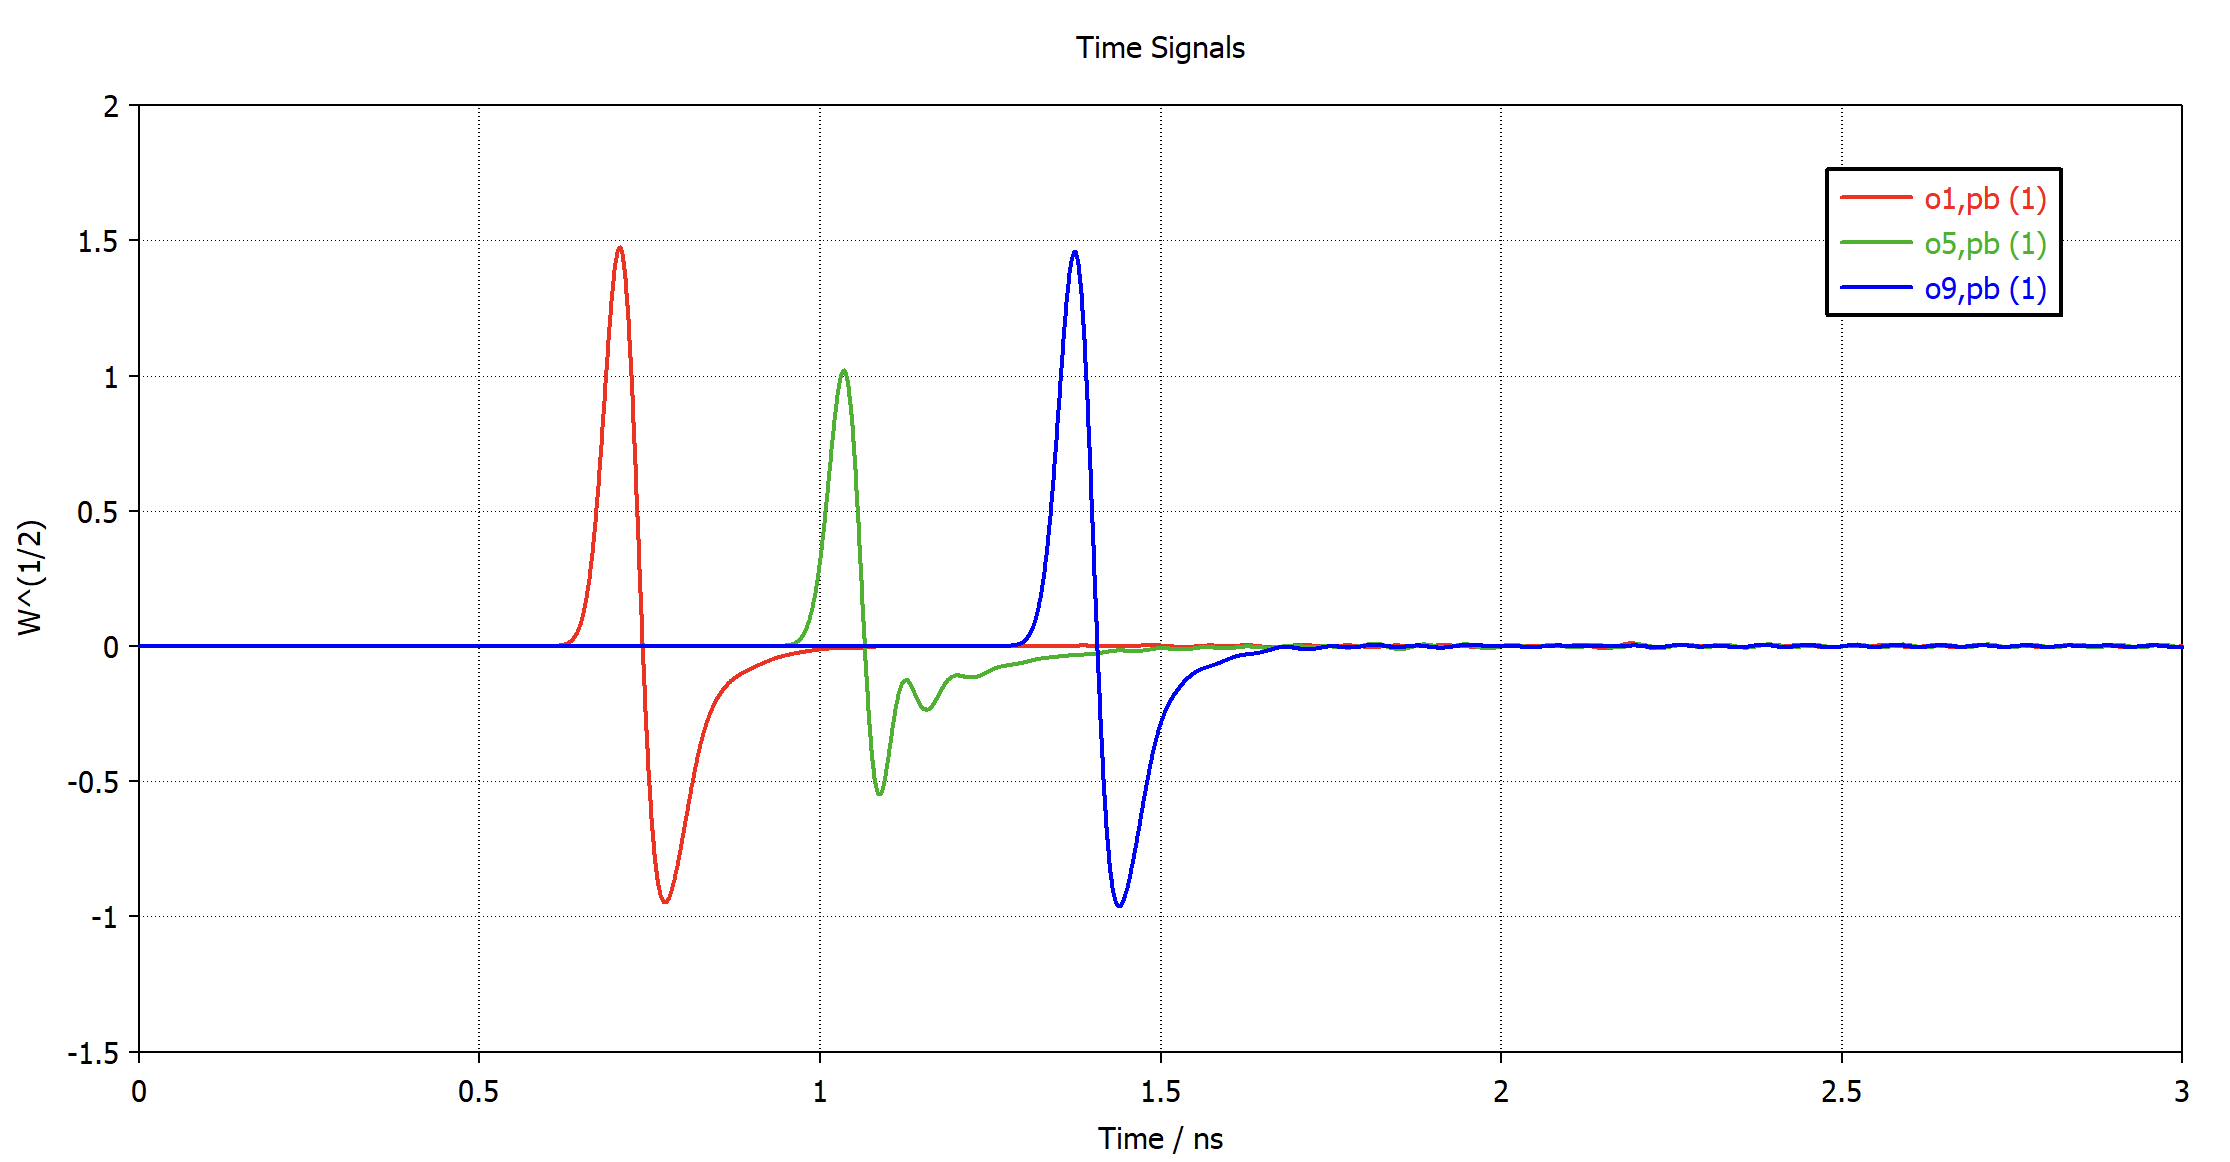 Time Signals
2
1.5
1
0.5
0
-0.5
-1
-1.5
W^(1/2)
o1,pb (1)
o5,pb (1)
o9,pb (1)
0 0.5 1 1.5 2 2.5 3
Time / ns